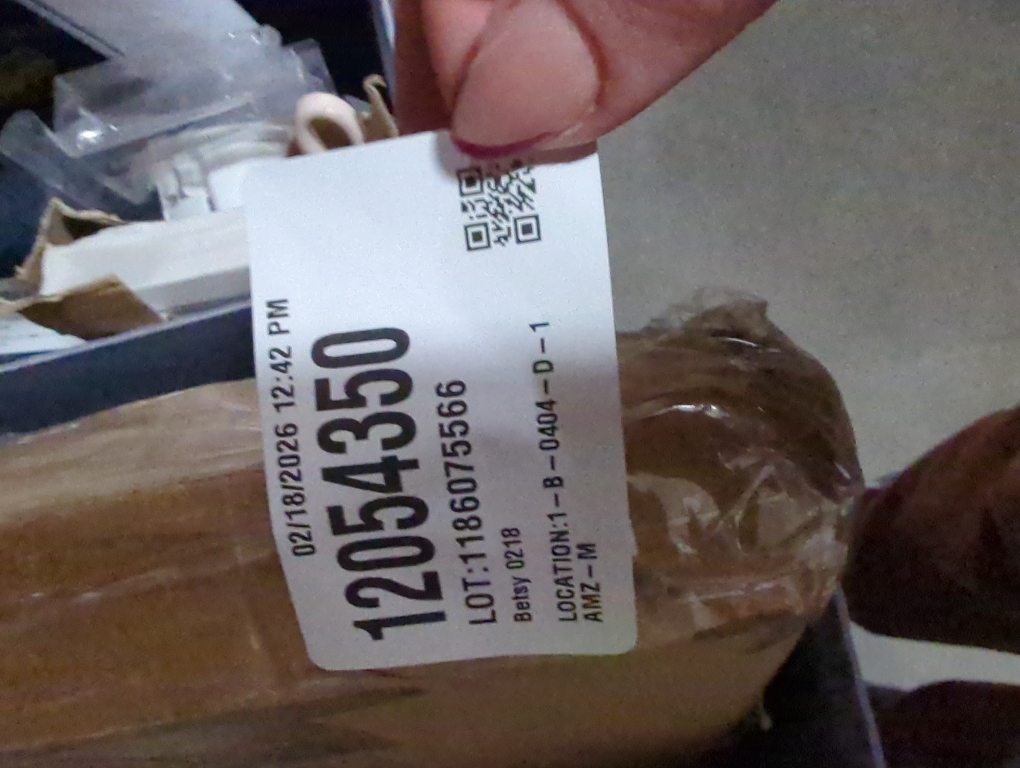 02/18/2026 12:42 PM
12054350
LOT:1186075566
Betsy 0218
LOCATION:1-B-0404-D-1
AMZ-M